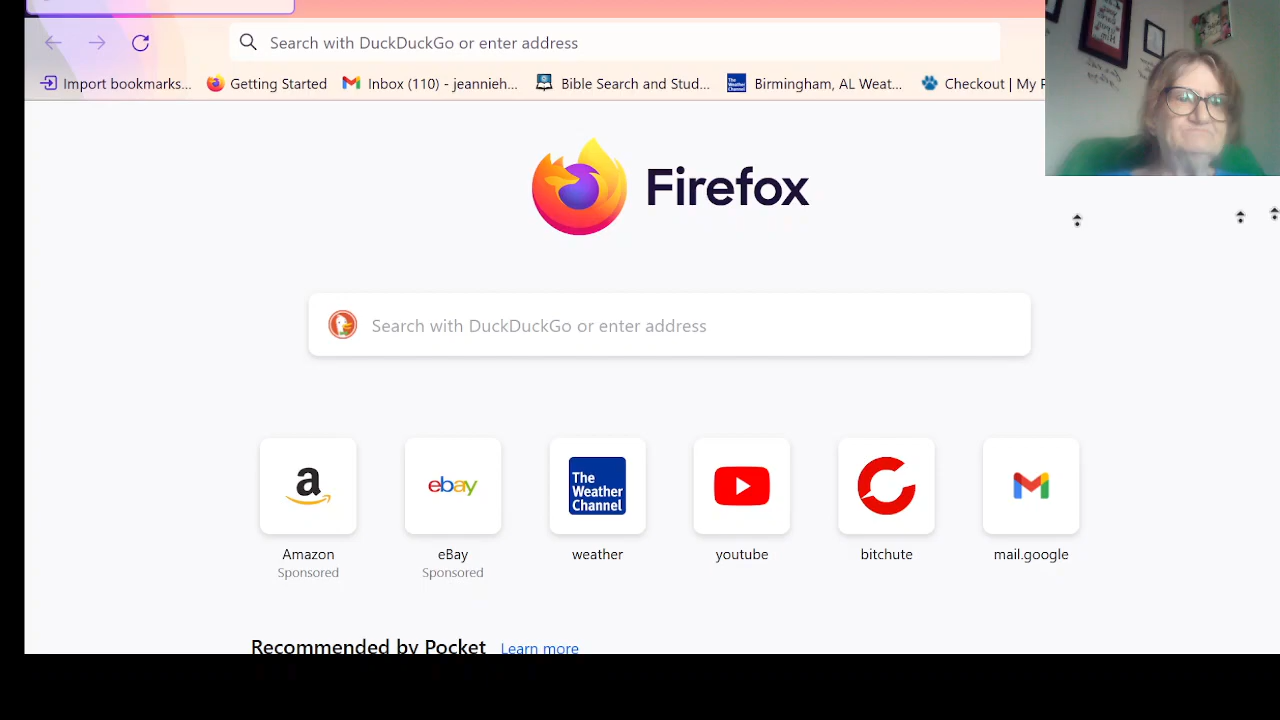 Search with DuckDuckGo or enter address
Import bookmarks... Getting Started Inbox (110) - jeannieh... Bible Search and Stud... Birmingham, AL Weat... Checkout | My P
Firefox
Search with DuckDuckGo or enter address
a ebay The Weather Channel
Amazon eBay weather youtube bitchute mail.google
Sponsored Sponsored
Recommended by Pocket Learn more